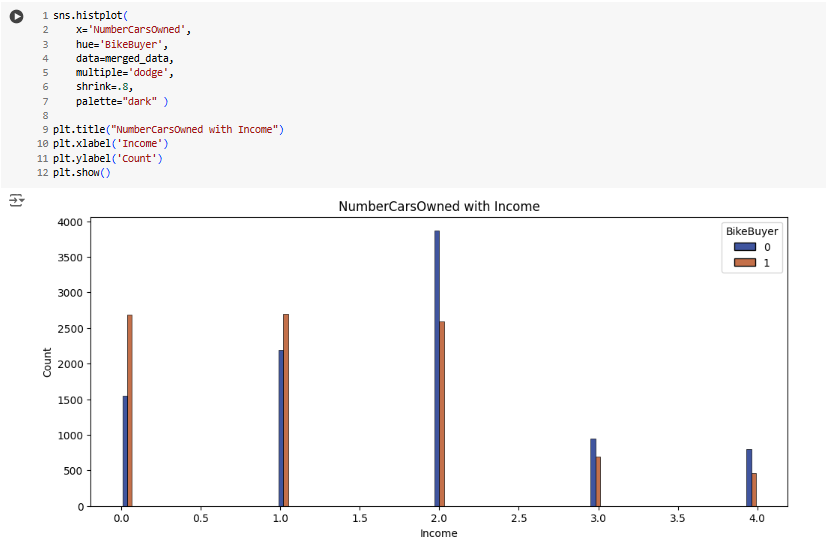 1 sns.histplot(
2     x='NumberCarsOwned',
3     hue='BikeBuyer',
4     data=merged_data,
5     multiple='dodge',
6     shrink=.8,
7     palette="dark" )
8
9 plt.title("NumberCarsOwned with Income")
10 plt.xlabel('Income')
11 plt.ylabel('Count')
12 plt.show()
NumberCarsOwned with Income
BikeBuyer
0
1
4000
3500
3000
2500
2000
1500
1000
500
0
Count
0.0 0.5 1.0 1.5 2.0 2.5 3.0 3.5 4.0
Income